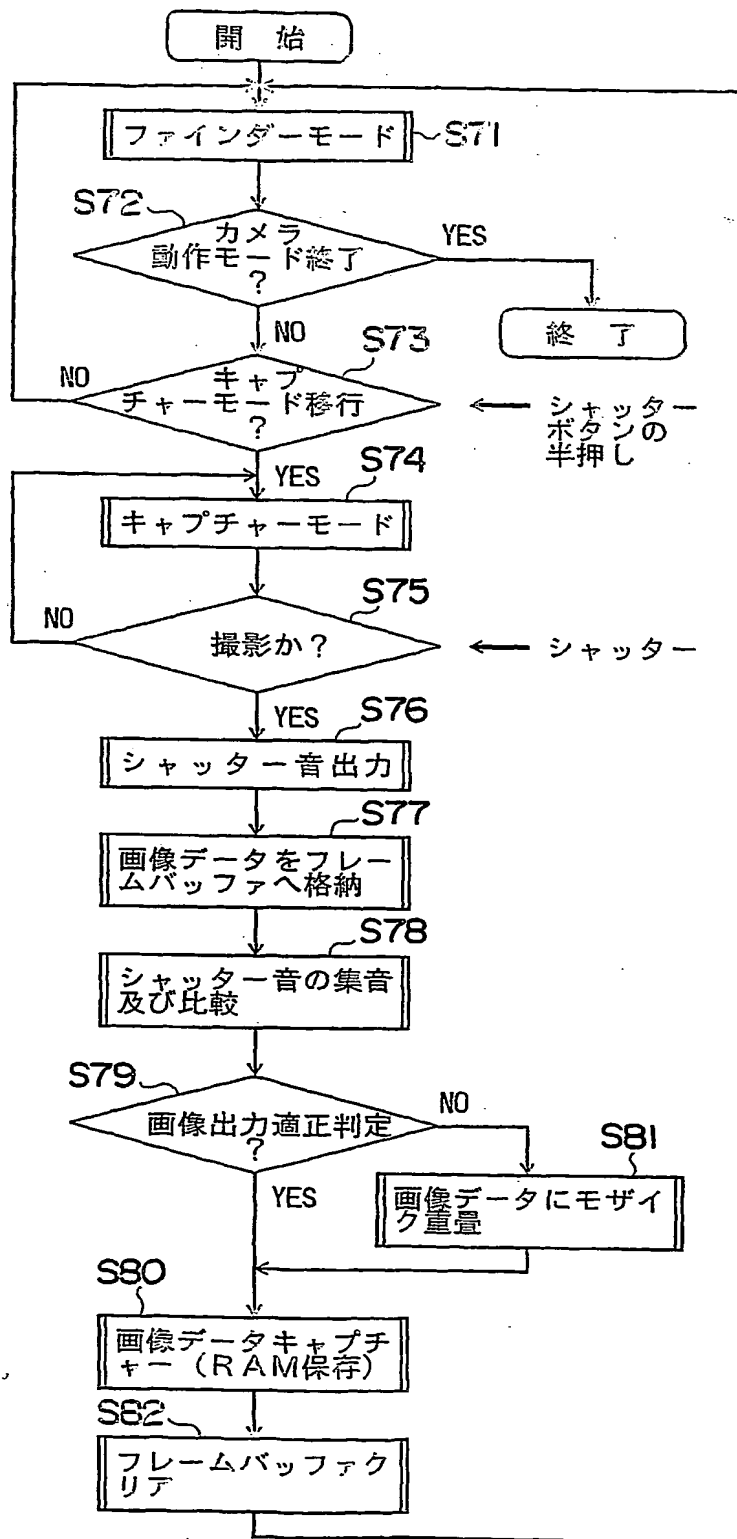 開 始
ファインダーモード
S71
S72
カメラ
動作モード終了
?
YES
終 了
NO
S73
NO
キャプ
チャーモード移行
?
シャッター
ボタンの
半押し
YES
S74
キャプチャーモード
S75
NO
撮影か?
シャッター
YES
S76
シャッター音出力
S77
画像データをフレー
ムバッファへ格納
S78
シャッター音の集音
及び比較
S79
画像出力適正判定
?
NO
S81
YES
画像データにモザイ
ク重畳
S80
画像データキャプチ
ャー(RAM保存)
S82
フレームバッファク
リア